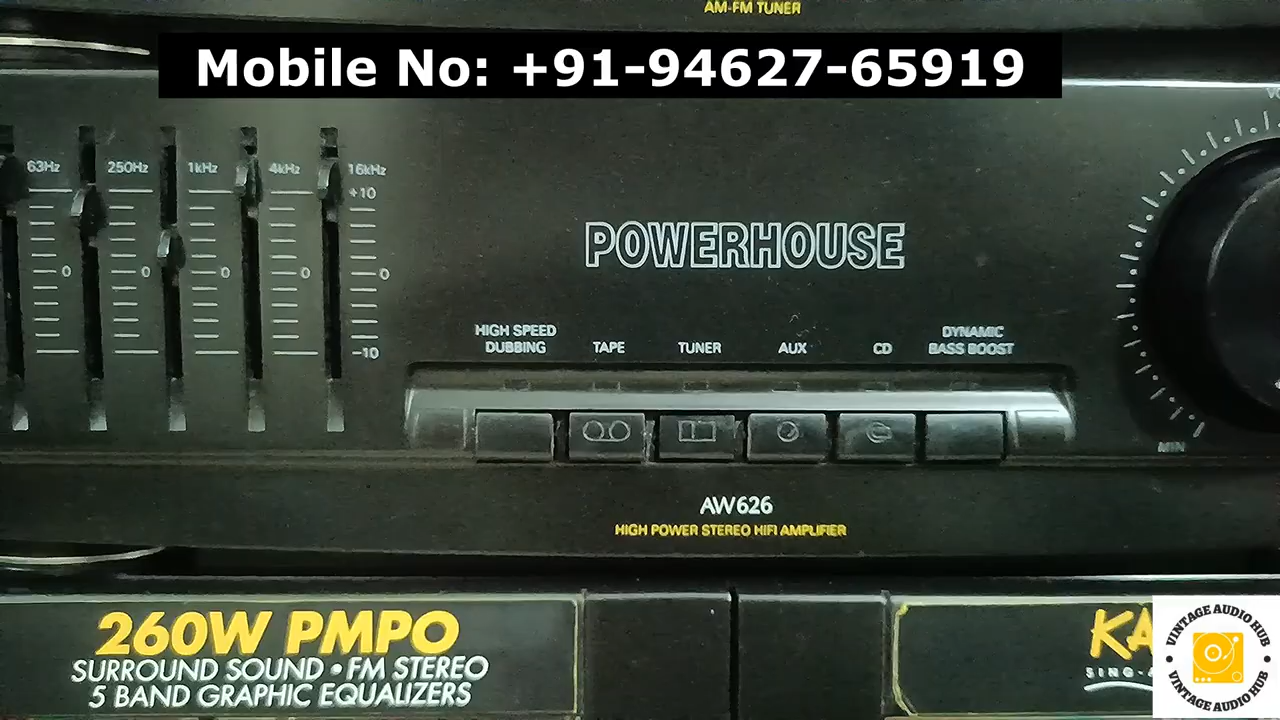 AM-FM TUNER
Mobile No: +91-94627-65919
63Hz 250Hz 1kHz 4kHz 16kHz
+10
0 0 0 0 0
-10
POWERHOUSE
HIGH SPEED DUBBING
TAPE
TUNER
AUX
CD
DYNAMIC BASS BOOST
MIN
AW626
HIGH POWER STEREO HIFI AMPLIFIER
260W PMPO
SURROUND SOUND • FM STEREO
5 BAND GRAPHIC EQUALIZERS
VINTAGE AUDIO HUB
VINTAGE AUDIO HUB